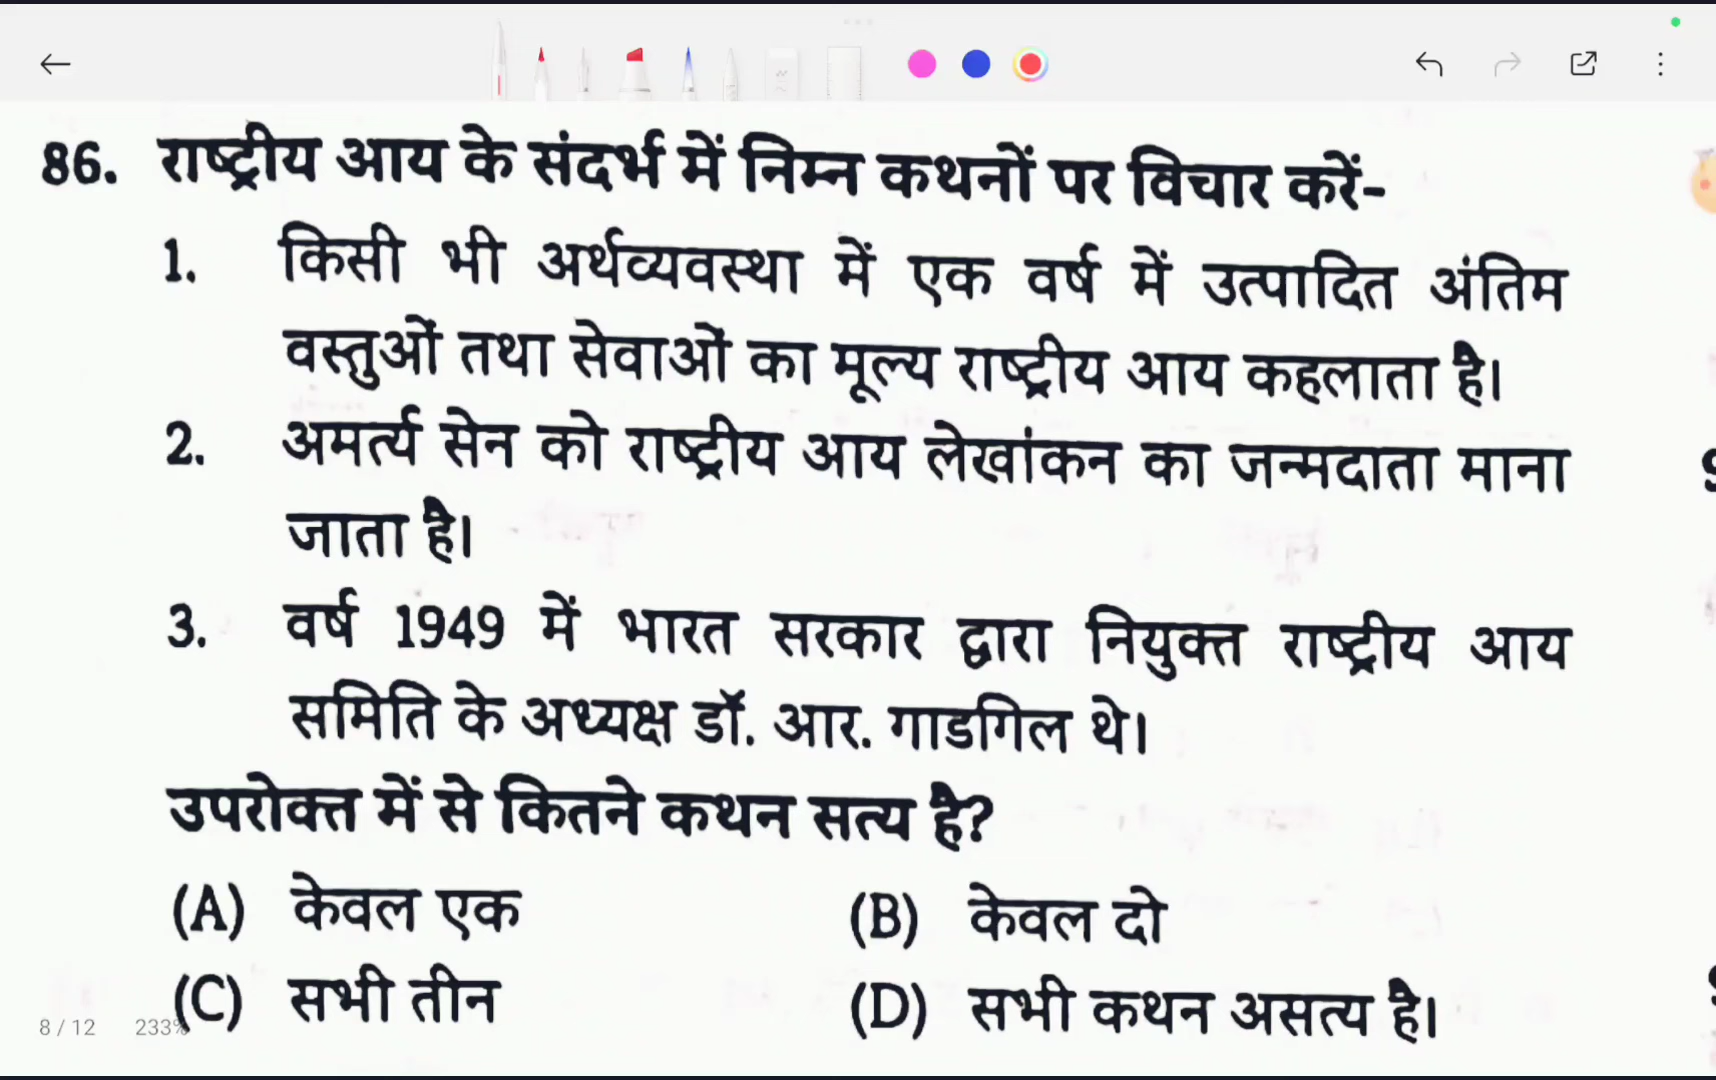 86. राष्ट्रीय आय के संदर्भ में निम्न कथनों पर विचार करें-
1. किसी भी अर्थव्यवस्था में एक वर्ष में उत्पादित अंतिम
वस्तुओं तथा सेवाओं का मूल्य राष्ट्रीय आय कहलाता है।
2. अमर्त्य सेन को राष्ट्रीय आय लेखांकन का जन्मदाता माना
जाता है।
3. वर्ष 1949 में भारत सरकार द्वारा नियुक्त राष्ट्रीय आय
समिति के अध्यक्ष डॉ. आर. गाडगिल थे।
उपरोक्त में से कितने कथन सत्य है?
(A) केवल एक (B) केवल दो
(C) सभी तीन (D) सभी कथन असत्य है।
8 / 12 233%